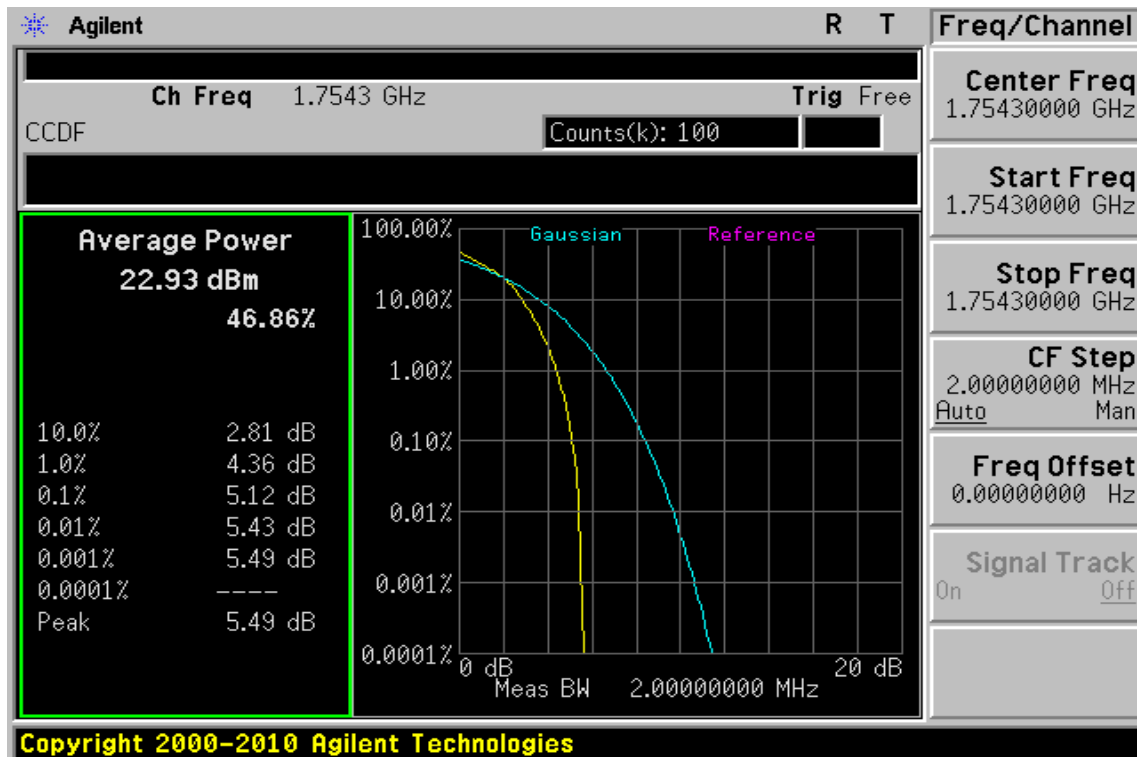 Agilent R T
Ch Freq 1.7543 GHz Trig Free
CCDF Counts(k): 100
Average Power
22.93 dBm
46.86%
10.0% 2.81 dB
1.0% 4.36 dB
0.1% 5.12 dB
0.01% 5.43 dB
0.001% 5.49 dB
0.0001% ----
Peak 5.49 dB
100.00%
10.00%
1.00%
0.10%
0.01%
0.001%
0.0001%
Gaussian Reference
0 dB 20 dB
Meas BW 2.00000000 MHz
Freq/Channel
Center Freq
1.75430000 GHz
Start Freq
1.75430000 GHz
Stop Freq
1.75430000 GHz
CF Step
2.00000000 MHz
Auto Man
Freq Offset
0.00000000 Hz
Signal Track
On Off
Copyright 2000-2010 Agilent Technologies